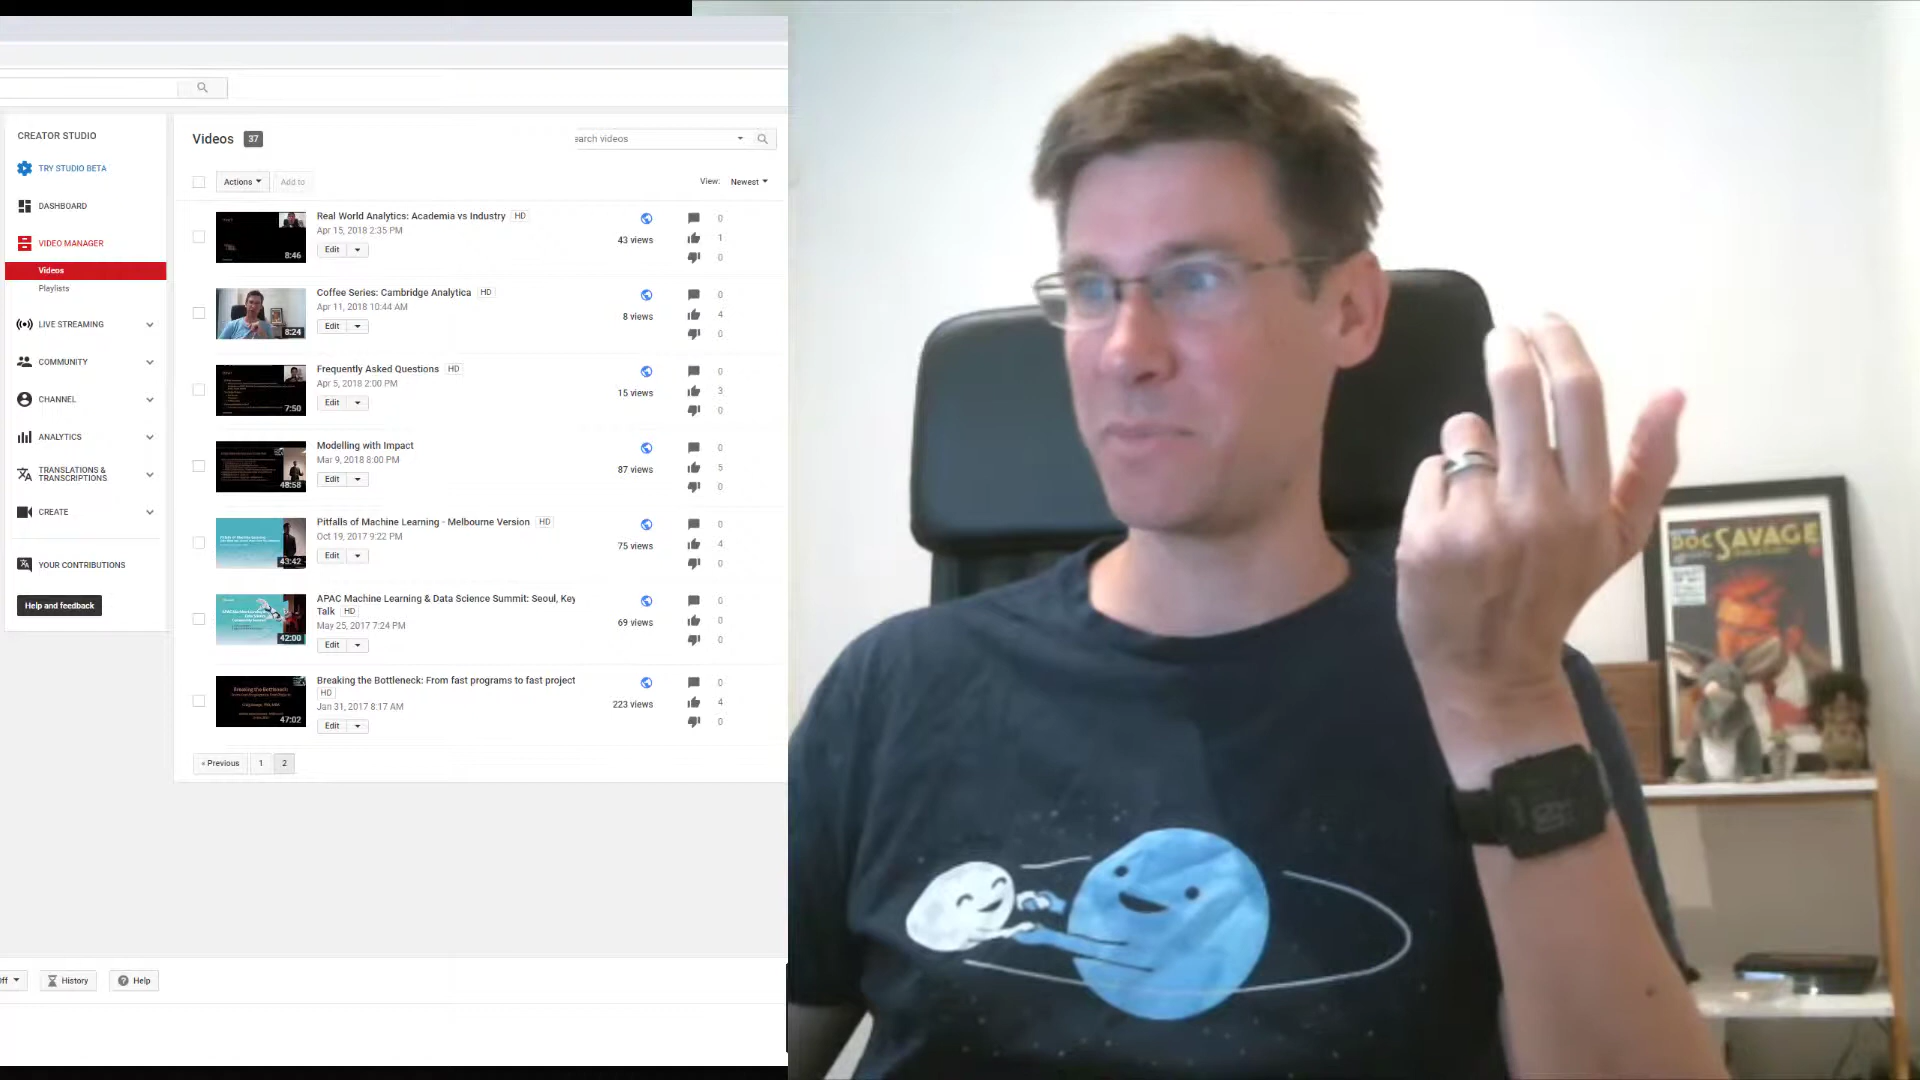 CREATOR STUDIO
TRY STUDIO BETA
DASHBOARD
VIDEO MANAGER
Videos
Playlists
LIVE STREAMING
COMMUNITY
CHANNEL
ANALYTICS
TRANSLATIONS &
TRANSCRIPTIONS
CREATE
YOUR CONTRIBUTIONS
Help and feedback
Videos 37
earch videos
Actions Add to
View: Newest
Real World Analytics: Academia vs Industry HD
Apr 15, 2018 2:35 PM
Edit
8:46
43 views
0
1
0
Coffee Series: Cambridge Analytica HD
Apr 11, 2018 10:44 AM
Edit
8:24
8 views
0
4
0
Frequently Asked Questions HD
Apr 5, 2018 2:00 PM
Edit
7:50
15 views
0
3
0
Modelling with Impact
Mar 9, 2018 8:00 PM
Edit
48:58
87 views
0
5
0
Pitfalls of Machine Learning - Melbourne Version HD
Oct 19, 2017 9:22 PM
Edit
43:42
75 views
0
4
0
APAC Machine Learning & Data Science Summit: Seoul, Key
Talk HD
May 25, 2017 7:24 PM
Edit
42:00
69 views
0
0
0
Breaking the Bottleneck: From fast programs to fast project
HD
Jan 31, 2017 8:17 AM
Edit
47:02
223 views
0
4
0
« Previous 1 2
ff History Help
DOC SAVAGE